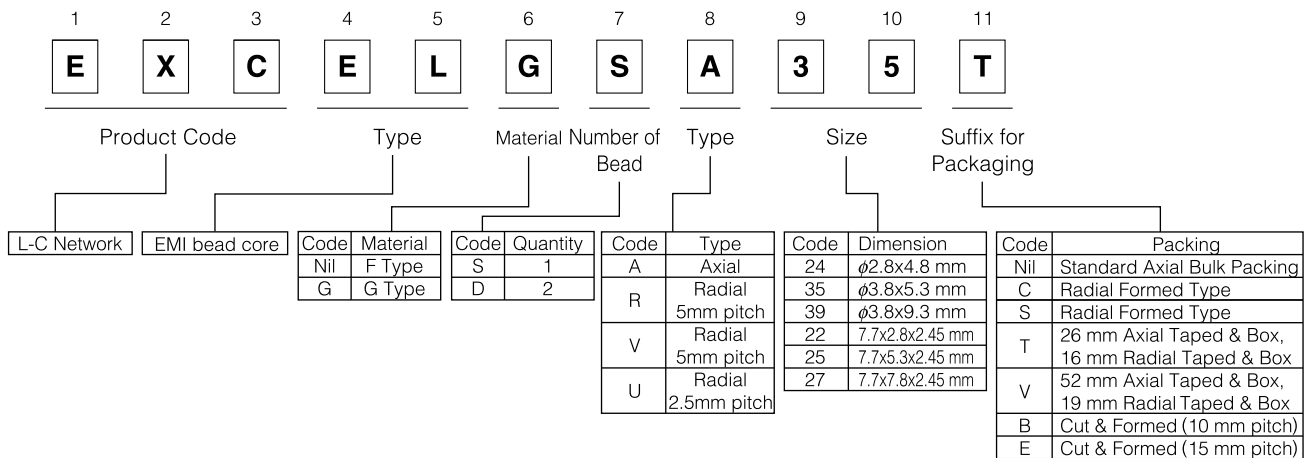 1 2 3 4 5 6 7 8 9 10 11
E X C E L G S A 3 5 T
Product Code Type Material Number of Bead Type Size Suffix for Packaging
L-C Network
EMI bead core
Code Material
Nil F Type
G G Type
Code Quantity
S 1
D 2
Code Type
A Axial
R Radial
5mm pitch
V Radial
5mm pitch
U Radial
2.5mm pitch
Code Dimension
24 ϕ2.8x4.8 mm
35 ϕ3.8x5.3 mm
39 ϕ3.8x9.3 mm
22 7.7x2.8x2.45 mm
25 7.7x5.3x2.45 mm
27 7.7x7.8x2.45 mm
Code Packing
Nil Standard Axial Bulk Packing
C Radial Formed Type
S Radial Formed Type
T 26 mm Axial Taped & Box,
16 mm Radial Taped & Box
V 52 mm Axial Taped & Box,
19 mm Radial Taped & Box
B Cut & Formed (10 mm pitch)
E Cut & Formed (15 mm pitch)